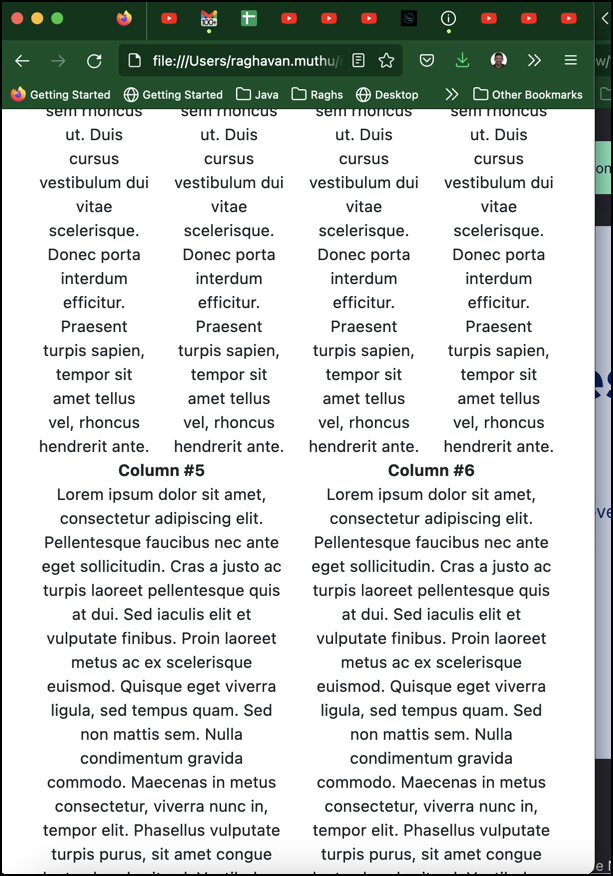 100+
file:///Users/raghavan.muthu/
Getting Started
Getting Started
Java
Raghs
Desktop
Other Bookmarks
sem rhoncus sem rhoncus sem rhoncus sem rhoncus
ut. Duis ut. Duis ut. Duis ut. Duis
cursus cursus cursus cursus
vestibulum dui vestibulum dui vestibulum dui vestibulum dui
vitae vitae vitae vitae
scelerisque. scelerisque. scelerisque. scelerisque.
Donec porta Donec porta Donec porta Donec porta
interdum interdum interdum interdum
efficitur. efficitur. efficitur. efficitur.
Praesent Praesent Praesent Praesent
turpis sapien, turpis sapien, turpis sapien, turpis sapien,
tempor sit tempor sit tempor sit tempor sit
amet tellus amet tellus amet tellus amet tellus
vel, rhoncus vel, rhoncus vel, rhoncus vel, rhoncus
hendrerit ante. hendrerit ante. hendrerit ante. hendrerit ante.
Column #5
Lorem ipsum dolor sit amet,
consectetur adipiscing elit.
Pellentesque faucibus nec ante
eget sollicitudin. Cras a justo ac
turpis laoreet pellentesque quis
at dui. Sed iaculis elit et
vulputate finibus. Proin laoreet
metus ac ex scelerisque
euismod. Quisque eget viverra
ligula, sed tempus quam. Sed
non mattis sem. Nulla
condimentum gravida
commodo. Maecenas in metus
consectetur, viverra nunc in,
tempor elit. Phasellus vulputate
turpis purus, sit amet congue
Column #6
Lorem ipsum dolor sit amet,
consectetur adipiscing elit.
Pellentesque faucibus nec ante
eget sollicitudin. Cras a justo ac
turpis laoreet pellentesque quis
at dui. Sed iaculis elit et
vulputate finibus. Proin laoreet
metus ac ex scelerisque
euismod. Quisque eget viverra
ligula, sed tempus quam. Sed
non mattis sem. Nulla
condimentum gravida
commodo. Maecenas in metus
consectetur, viverra nunc in,
tempor elit. Phasellus vulputate
turpis purus, sit amet congue